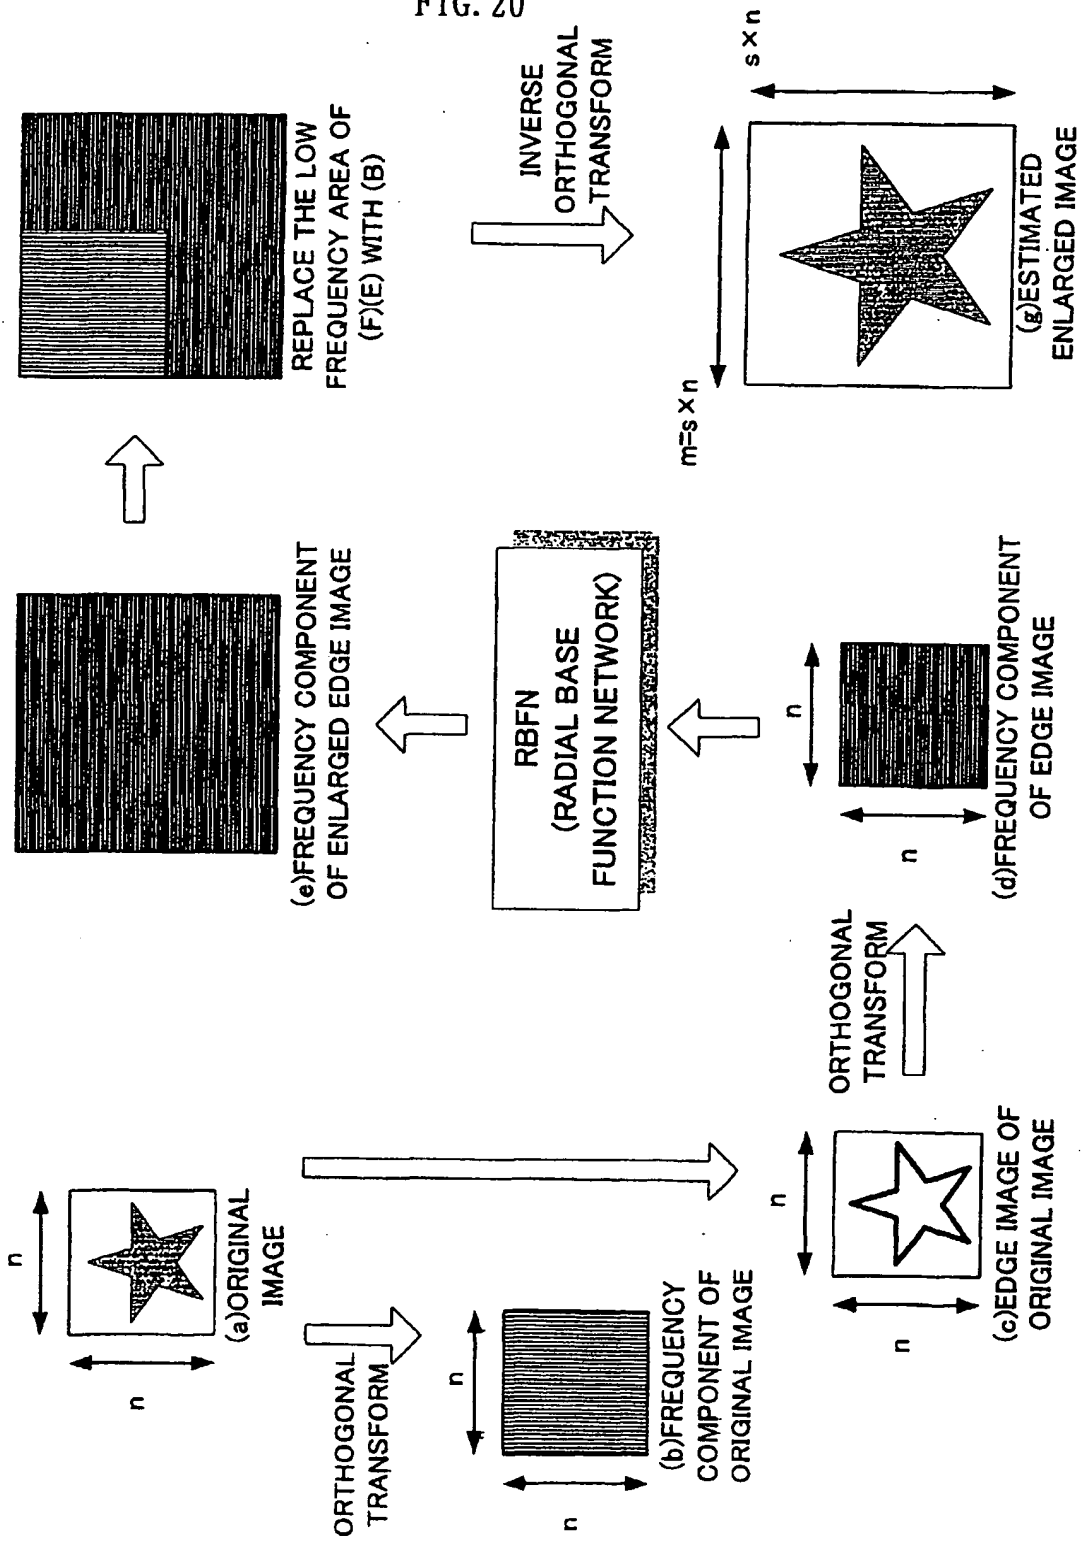 FIG. 20
n
n
(a)ORIGINAL
IMAGE
ORTHOGONAL
TRANSFORM
n
n
(b)FREQUENCY
COMPONENT OF
ORIGINAL IMAGE
n
n
(c)EDGE IMAGE OF
ORIGINAL IMAGE
ORTHOGONAL
TRANSFORM
n
n
(d)FREQUENCY COMPONENT
OF EDGE IMAGE
RBFN
(RADIAL BASE
FUNCTION NETWORK)
(e)FREQUENCY COMPONENT
OF ENLARGED EDGE IMAGE
REPLACE THE LOW
FREQUENCY AREA OF
(F)(E) WITH (B)
INVERSE
ORTHOGONAL
TRANSFORM
m=s×n
s×n
(g)ESTIMATED
ENLARGED IMAGE